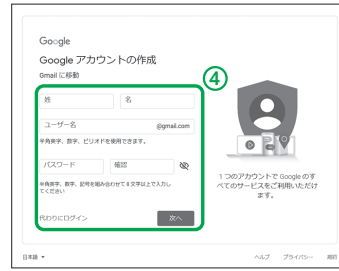 Google
Google アカウントの作成
Gmail に移動
④
姓
名
ユーザー名
@gmail.com
半角英字、数字、ピリオドを使用できます。
パスワード
確認
半角英字、数字、記号を組み合わせて 8 文字以上で入力し
てください
代わりにログイン
次へ
1 つのアカウントで Google のす
べてのサービスをご利用いただけ
ます。
日本語
ヘルプ
プライバシー
規約